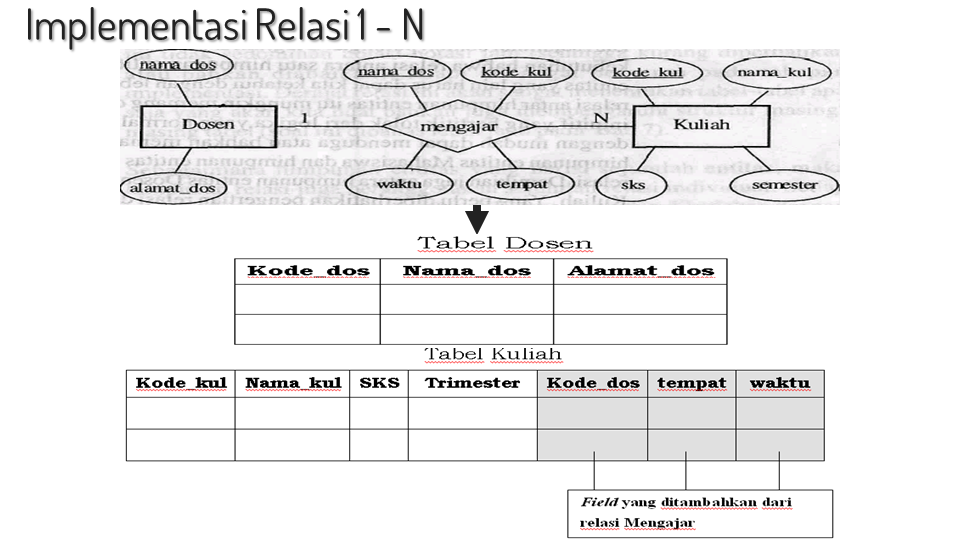 Implementasi Relasi 1 - N
nama_dos
nama_dos kode_kul kode_kul nama_kul
Dosen 1 mengajar N Kuliah
alamat_dos waktu tempat sks semester
Tabel Dosen
Kode_dos Nama_dos Alamat_dos
Tabel Kuliah
Kode_kul Nama_kul SKS Trimester Kode_dos tempat waktu
Field yang ditambahkan dari
relasi Mengajar